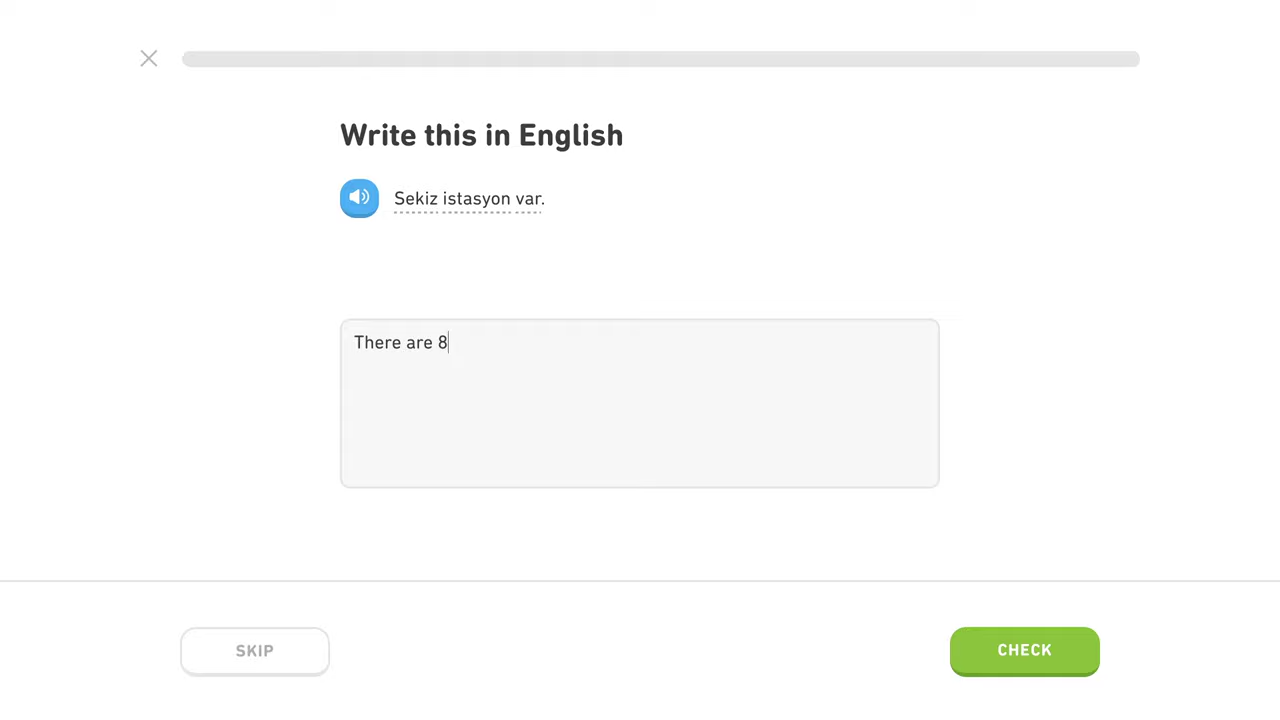 Write this in English
Sekiz istasyon var.
There are 8
SKIP
CHECK